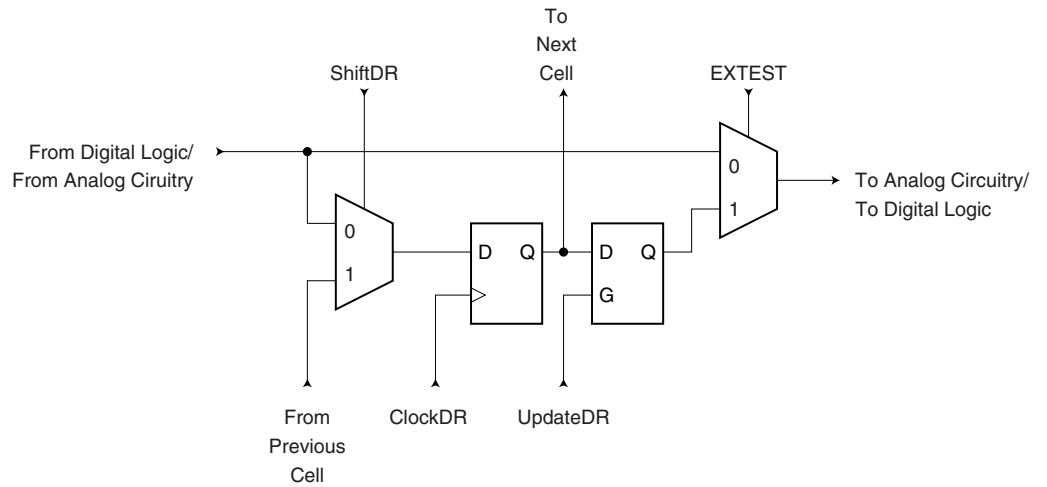 To
Next
Cell
ShiftDR
EXTEST
From Digital Logic/
From Analog Ciruitry
0
1
To Analog Circuitry/
To Digital Logic
0
1
D Q
D Q
G
From
Previous
Cell
ClockDR
UpdateDR